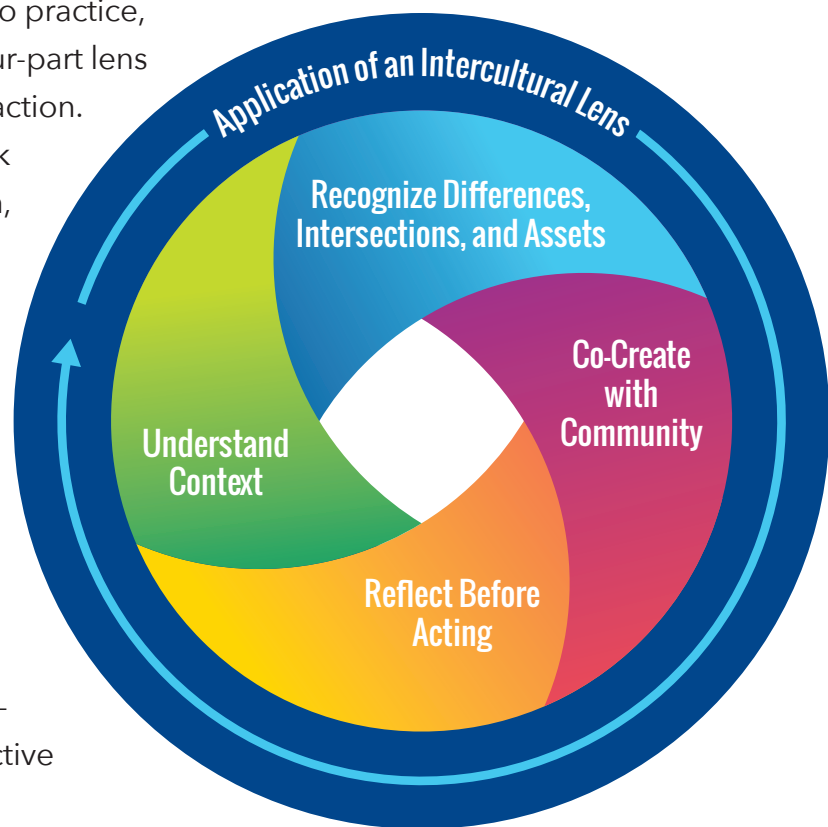 o practice,
ur-part lens
action.
k
,
-
ctive
Application of an Intercultural Lens
Recognize Differences,
Intersections, and Assets
Co-Create
with
Community
Understand
Context
Reflect Before
Acting